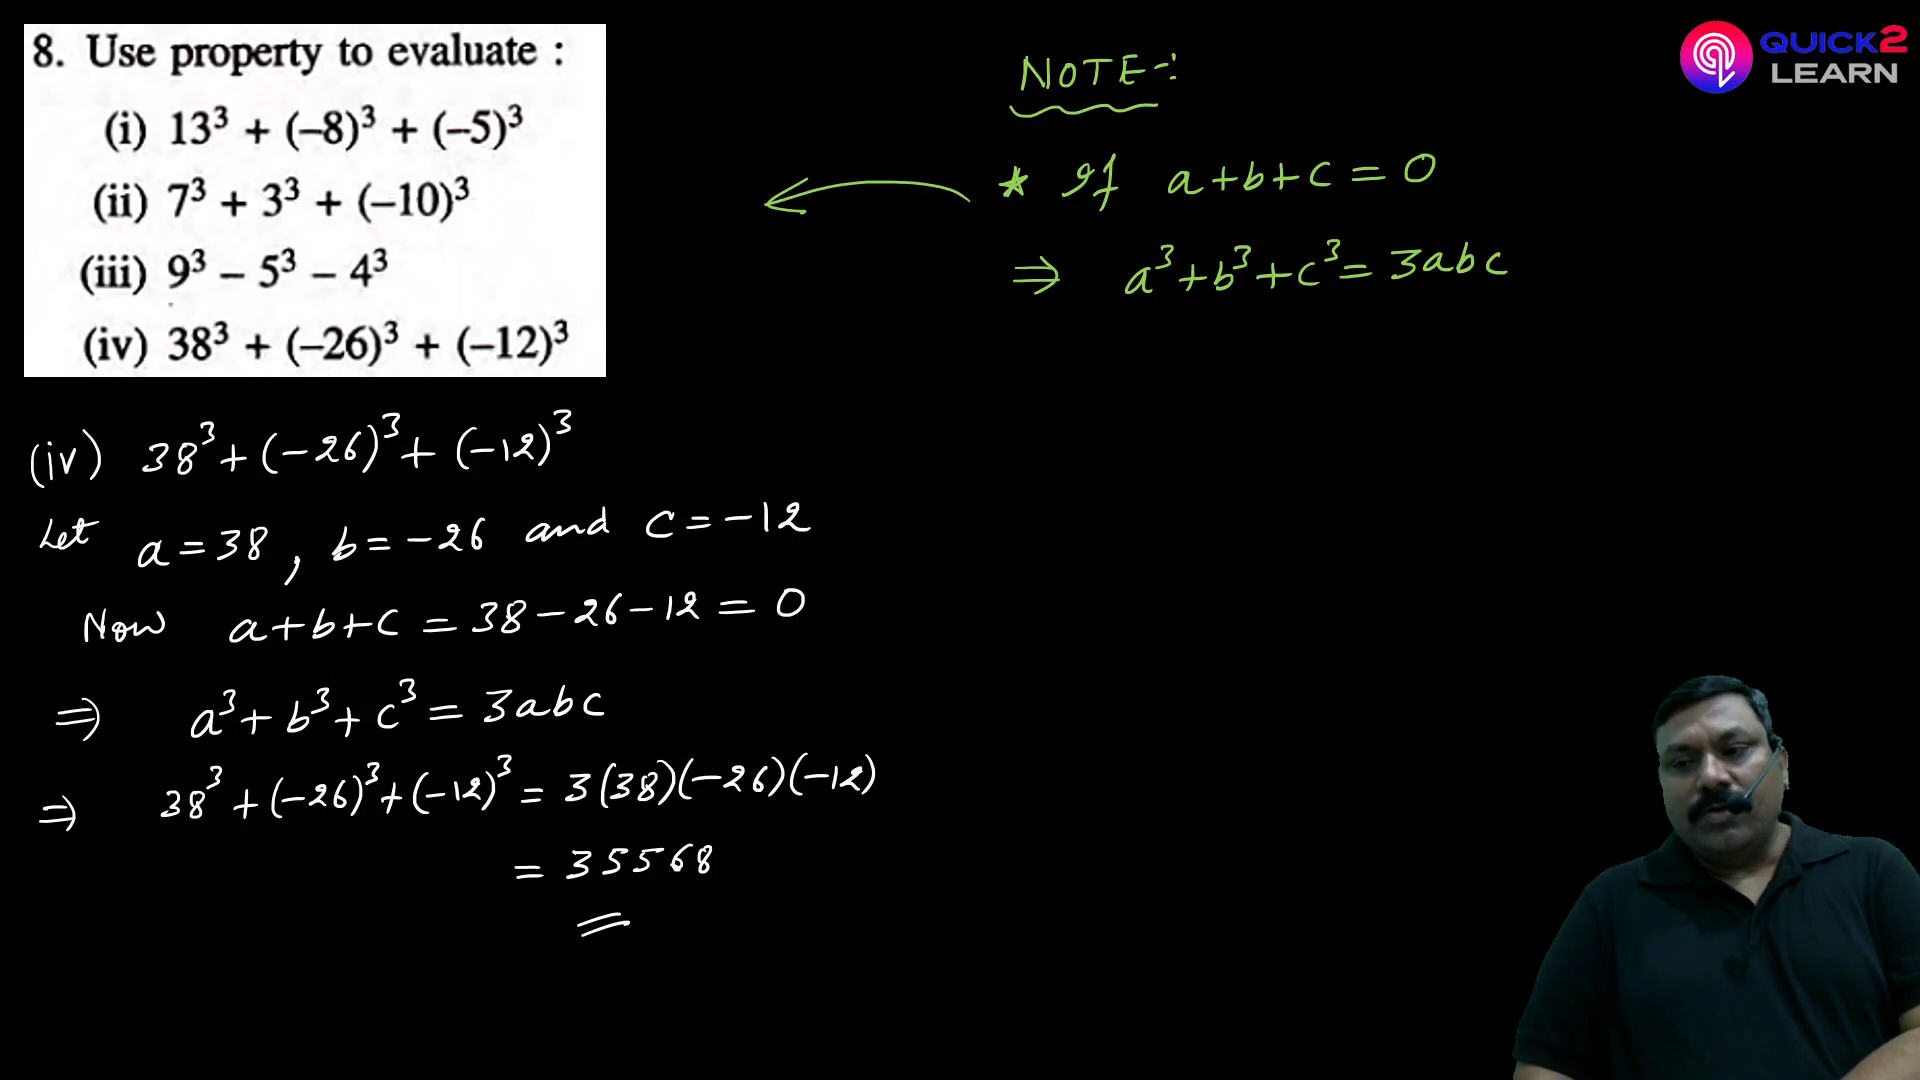 8. Use property to evaluate :
(i) 13³ + (–8)³ + (–5)³
(ii) 7³ + 3³ + (–10)³
(iii) 9³ – 5³ – 4³
(iv) 38³ + (–26)³ + (–12)³
NOTE -:
* If a+b+c = 0
⇒ a³+b³+c³ = 3abc
QUICK2
LEARN
(iv) 38³+(-26)³+(-12)³
Let a=38, b=-26 and c=-12
Now a+b+c = 38-26-12 = 0
⇒ a³+b³+c³ = 3abc
⇒ 38³+(-26)³+(-12)³ = 3(38)(-26)(-12)
= 35568